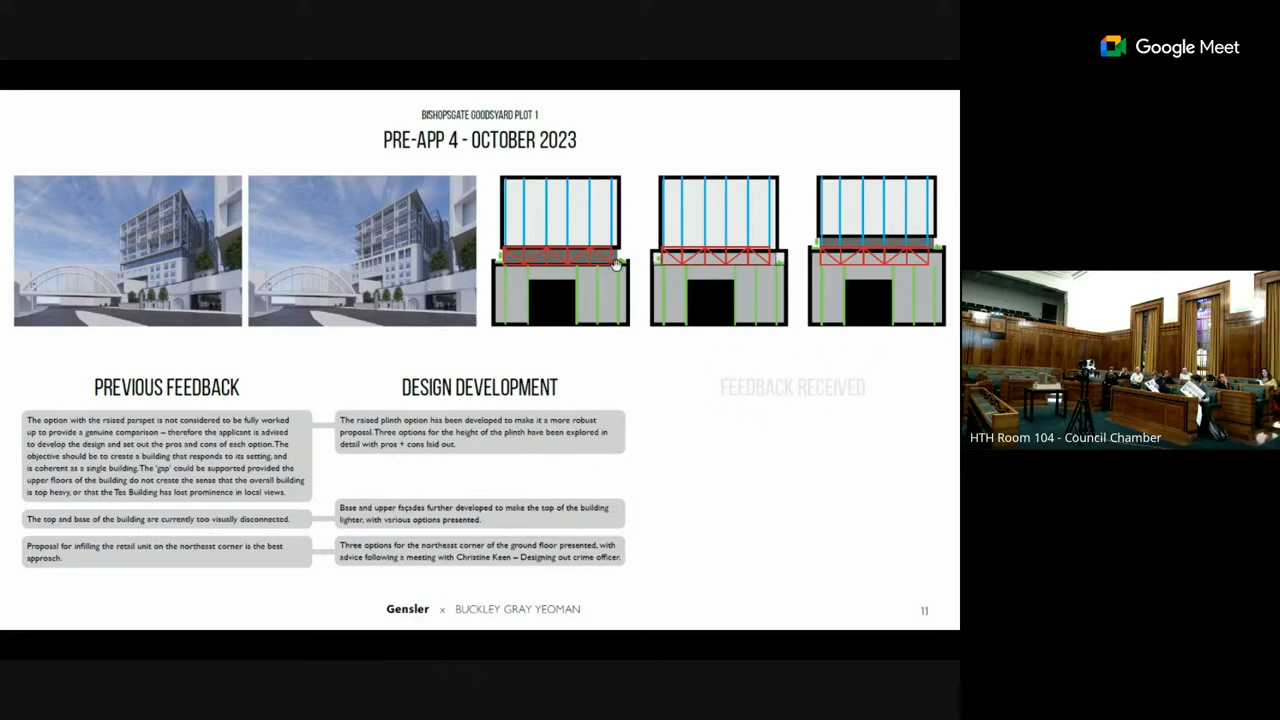 Google Meet
BISHOPSGATE GOODSYARD PLOT 1
PRE-APP 4 - OCTOBER 2023
PREVIOUS FEEDBACK
The option with the raised parapet is not considered to be fully worked
up to provide a genuine comparison – therefore the applicant is advised
to develop the design and set out the pros and cons of each option. The
objective should be to create a building that responds to its setting, and
is coherent as a single building. The 'gap' could be supported provided the
upper floors of the building do not create the sense that the overall building
is top heavy, or that the Tea Building has lost prominence in local views.
The top and base of the building are currently too visually disconnected.
Proposal for infilling the retail unit on the northeast corner is the best
approach.
DESIGN DEVELOPMENT
The raised plinth option has been developed to make it a more robust
proposal. Three options for the height of the plinth have been explored in
detail with pros + cons laid out.
Base and upper façades further developed to make the top of the building
lighter, with various options presented.
Three options for the northeast corner of the ground floor presented, with
advice following a meeting with Christine Keen – Designing out crime officer.
FEEDBACK RECEIVED
Gensler x BUCKLEY GRAY YEOMAN
11
HTH Room 104 - Council Chamber